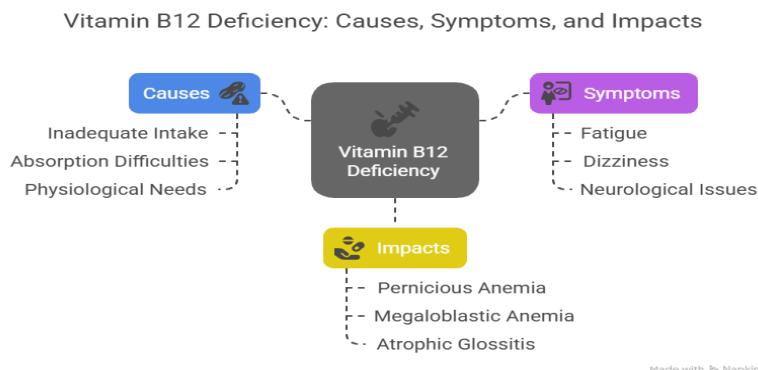 Vitamin B12 Deficiency: Causes, Symptoms, and Impacts
Causes
Inadequate Intake
Absorption Difficulties
Physiological Needs
Vitamin B12
Deficiency
Symptoms
Fatigue
Dizziness
Neurological Issues
Impacts
Pernicious Anemia
Megaloblastic Anemia
Atrophic Glossitis
Made with Napkin